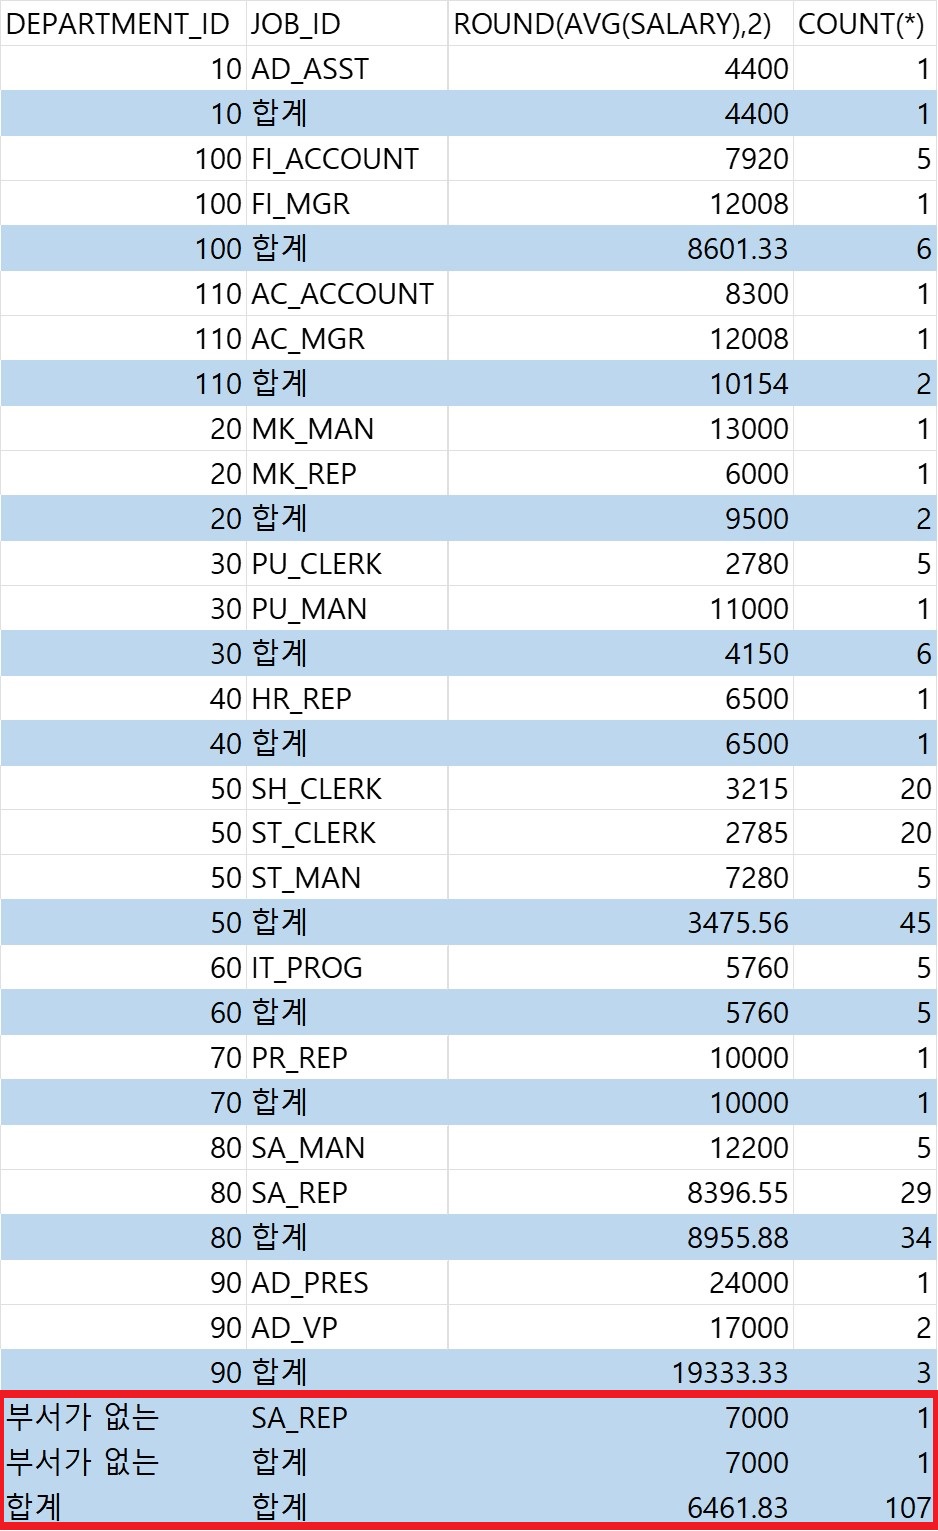 DEPARTMENT_ID JOB_ID ROUND(AVG(SALARY),2) COUNT(*)
10 AD_ASST 4400 1
10 합계 4400 1
100 FI_ACCOUNT 7920 5
100 FI_MGR 12008 1
100 합계 8601.33 6
110 AC_ACCOUNT 8300 1
110 AC_MGR 12008 1
110 합계 10154 2
20 MK_MAN 13000 1
20 MK_REP 6000 1
20 합계 9500 2
30 PU_CLERK 2780 5
30 PU_MAN 11000 1
30 합계 4150 6
40 HR_REP 6500 1
40 합계 6500 1
50 SH_CLERK 3215 20
50 ST_CLERK 2785 20
50 ST_MAN 7280 5
50 합계 3475.56 45
60 IT_PROG 5760 5
60 합계 5760 5
70 PR_REP 10000 1
70 합계 10000 1
80 SA_MAN 12200 5
80 SA_REP 8396.55 29
80 합계 8955.88 34
90 AD_PRES 24000 1
90 AD_VP 17000 2
90 합계 19333.33 3
부서가 없는 SA_REP 7000 1
부서가 없는 합계 7000 1
합계 합계 6461.83 107